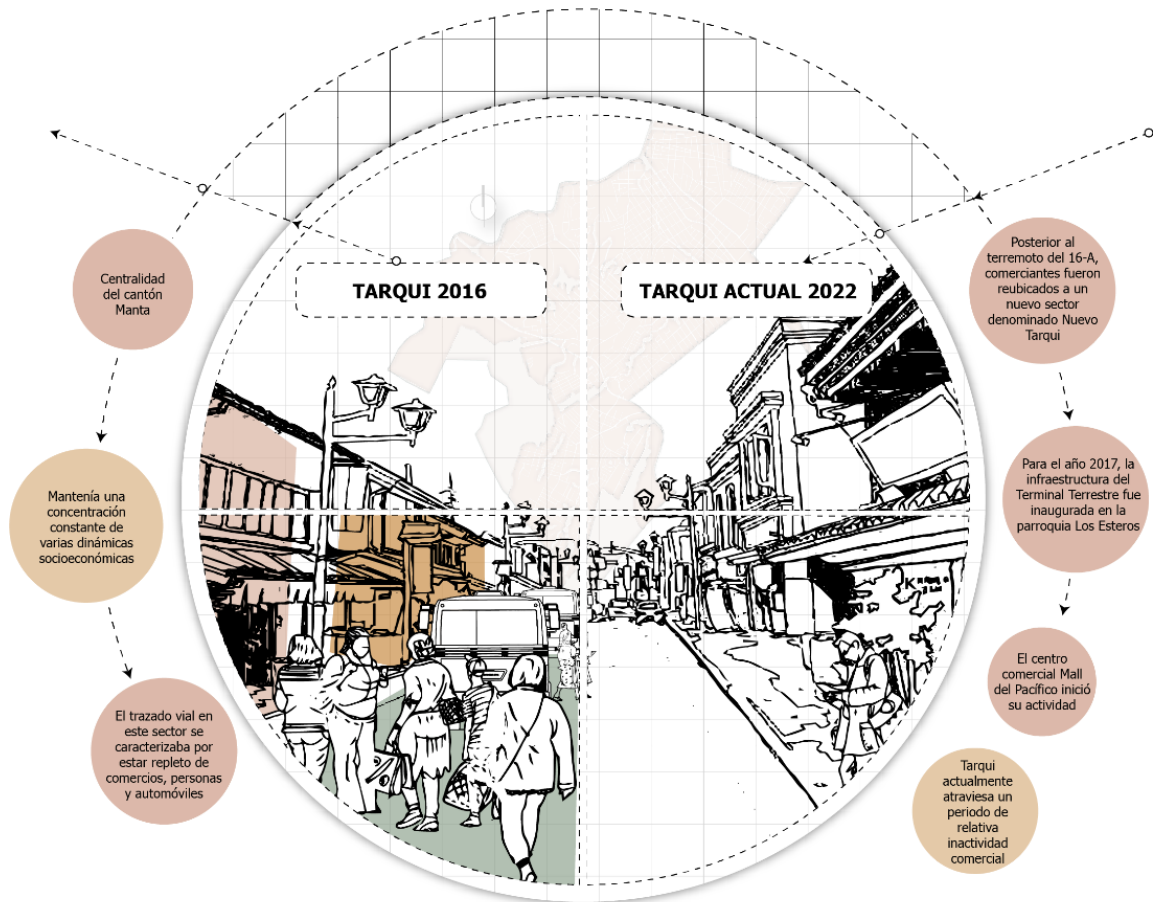 TARQUI 2016
Centralidad
del cantón
Manta
Mantenía una
concentración
constante de
varias dinámicas
socioeconómicas
El trazado vial en
este sector se
caracterizaba por
estar repleto de
comercios, personas
y automóviles
TARQUI ACTUAL 2022
Posterior al
terremoto del 16-A,
comerciantes fueron
reubicados a un
nuevo sector
denominado Nuevo
Tarqui
Para el año 2017, la
infraestructura del
Terminal Terrestre fue
inaugurada en la
parroquia Los Esteros
El centro
comercial Mall
del Pacífico inició
su actividad
Tarqui
actualmente
atraviesa un
periodo de
relativa
inactividad
comercial